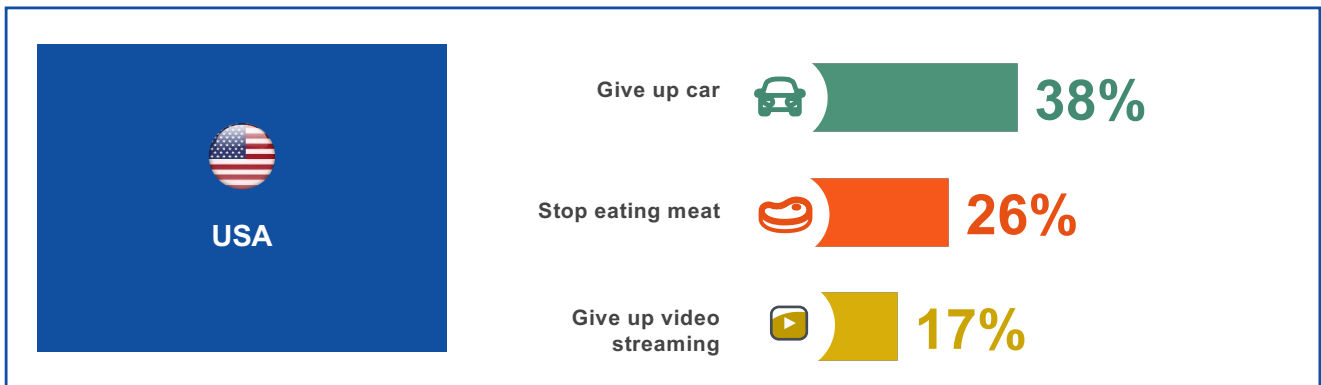 USA
Give up car
38%
Stop eating meat
26%
Give up video
streaming
17%